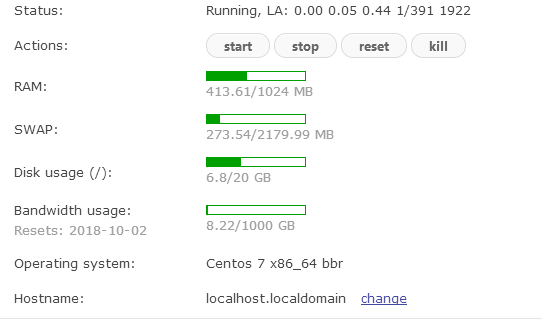 Status: Running, LA: 0.00 0.05 0.44 1/391 1922
Actions: start stop reset kill
RAM: 413.61/1024 MB
SWAP: 273.54/2179.99 MB
Disk usage (/): 6.8/20 GB
Bandwidth usage:
Resets: 2018-10-02 8.22/1000 GB
Operating system: Centos 7 x86_64 bbr
Hostname: localhost.localdomain change